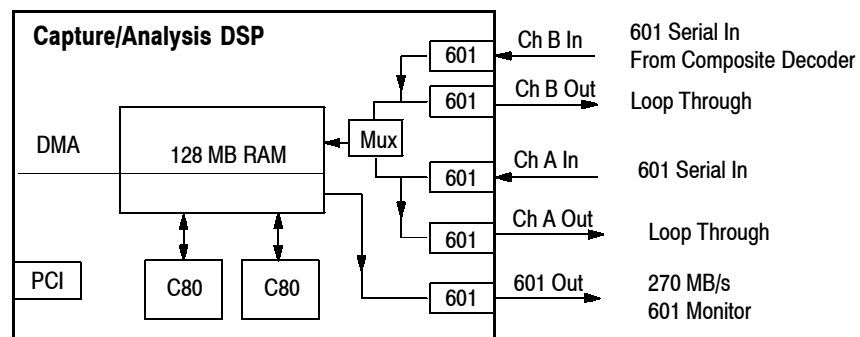 Capture/Analysis DSP
601
Ch B In
601 Serial In
From Composite Decoder
601
Ch B Out
Loop Through
DMA
128 MB RAM
Mux
601
Ch A In
601 Serial In
601
Ch A Out
Loop Through
PCI
C80
C80
601
601 Out
270 MB/s
601 Monitor